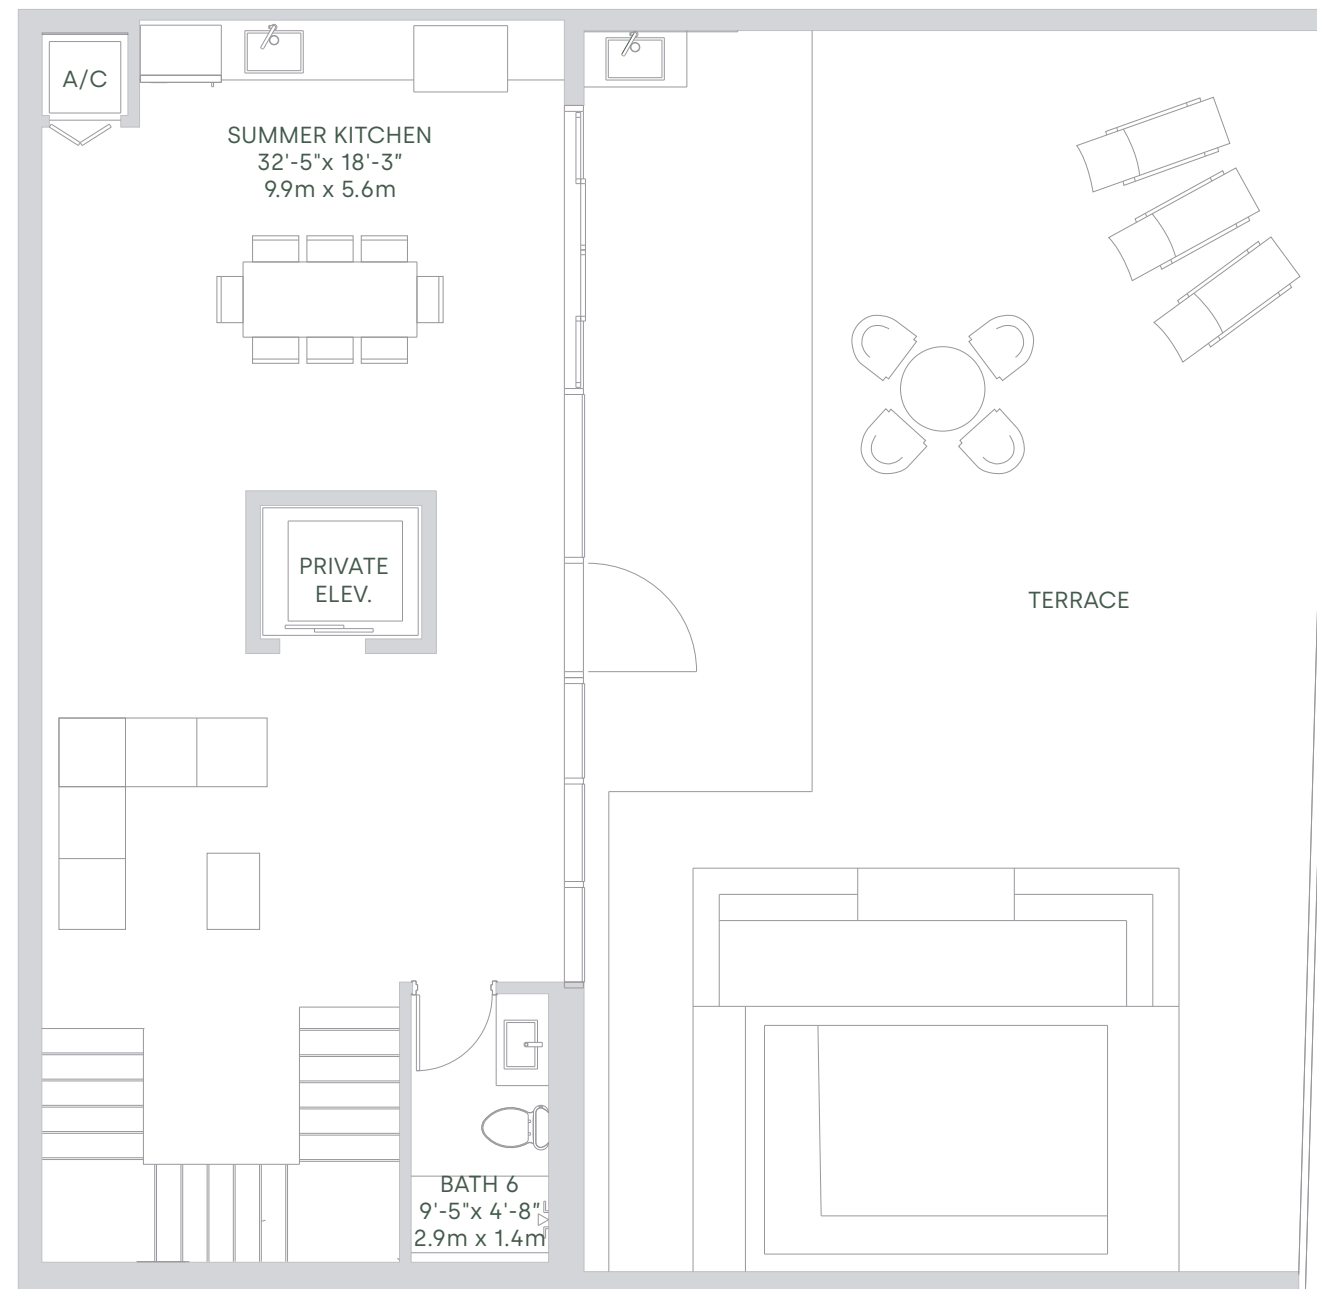 A/C
SUMMER KITCHEN
32'-5"x 18'-3"
9.9m x 5.6m
PRIVATE
ELEV.
TERRACE
BATH 6
9'-5"x 4'-8"
2.9m x 1.4m